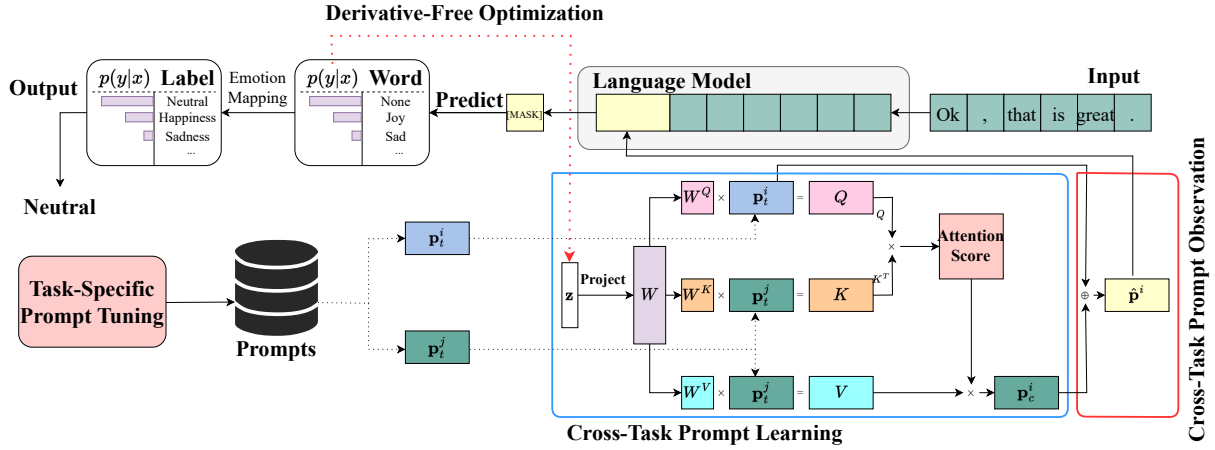 Derivative-Free Optimization
Output
p(y|x) Label
Neutral
Happiness
Sadness
...
Emotion
Mapping
p(y|x) Word
None
Joy
Sad
...
Predict
[MASK]
Language Model
Input
Ok , that is great .
Neutral
Task-Specific
Prompt Tuning
Prompts
p_t^i
p_t^j
z
Project
W
W^Q × p_t^i = Q
W^K × p_t^j = K
W^V × p_t^j = V
Q
×
K^T
Attention
Score
×
p_c^i
⊕
p̂^i
Cross-Task Prompt Learning
Cross-Task Prompt Observation